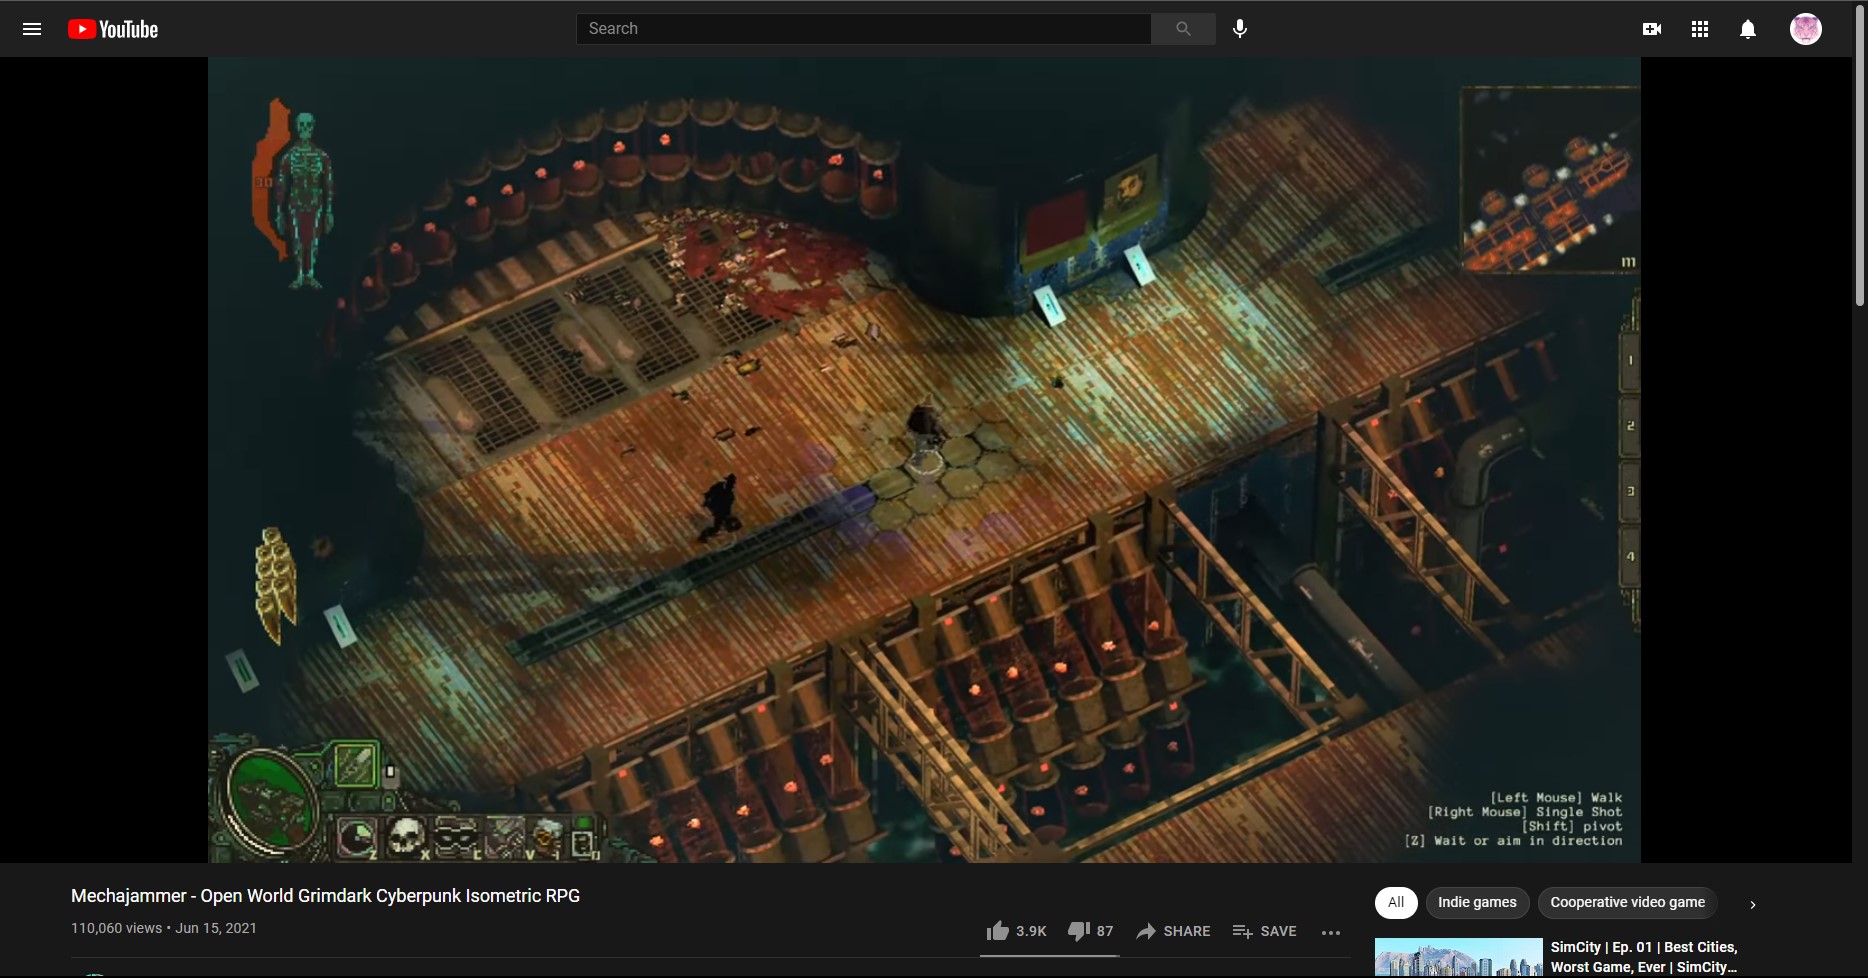 YouTube
Search
m
1
2
3
4
[Left Mouse] Walk
[Right Mouse] Single Shot
[Shift] pivot
[Z] Wait or aim in direction
Z X C V
Mechajammer - Open World Grimdark Cyberpunk Isometric RPG
110,060 views • Jun 15, 2021
3.9K 87 SHARE SAVE
All Indie games Cooperative video game
SimCity | Ep. 01 | Best Cities,
Worst Game, Ever | SimCity...